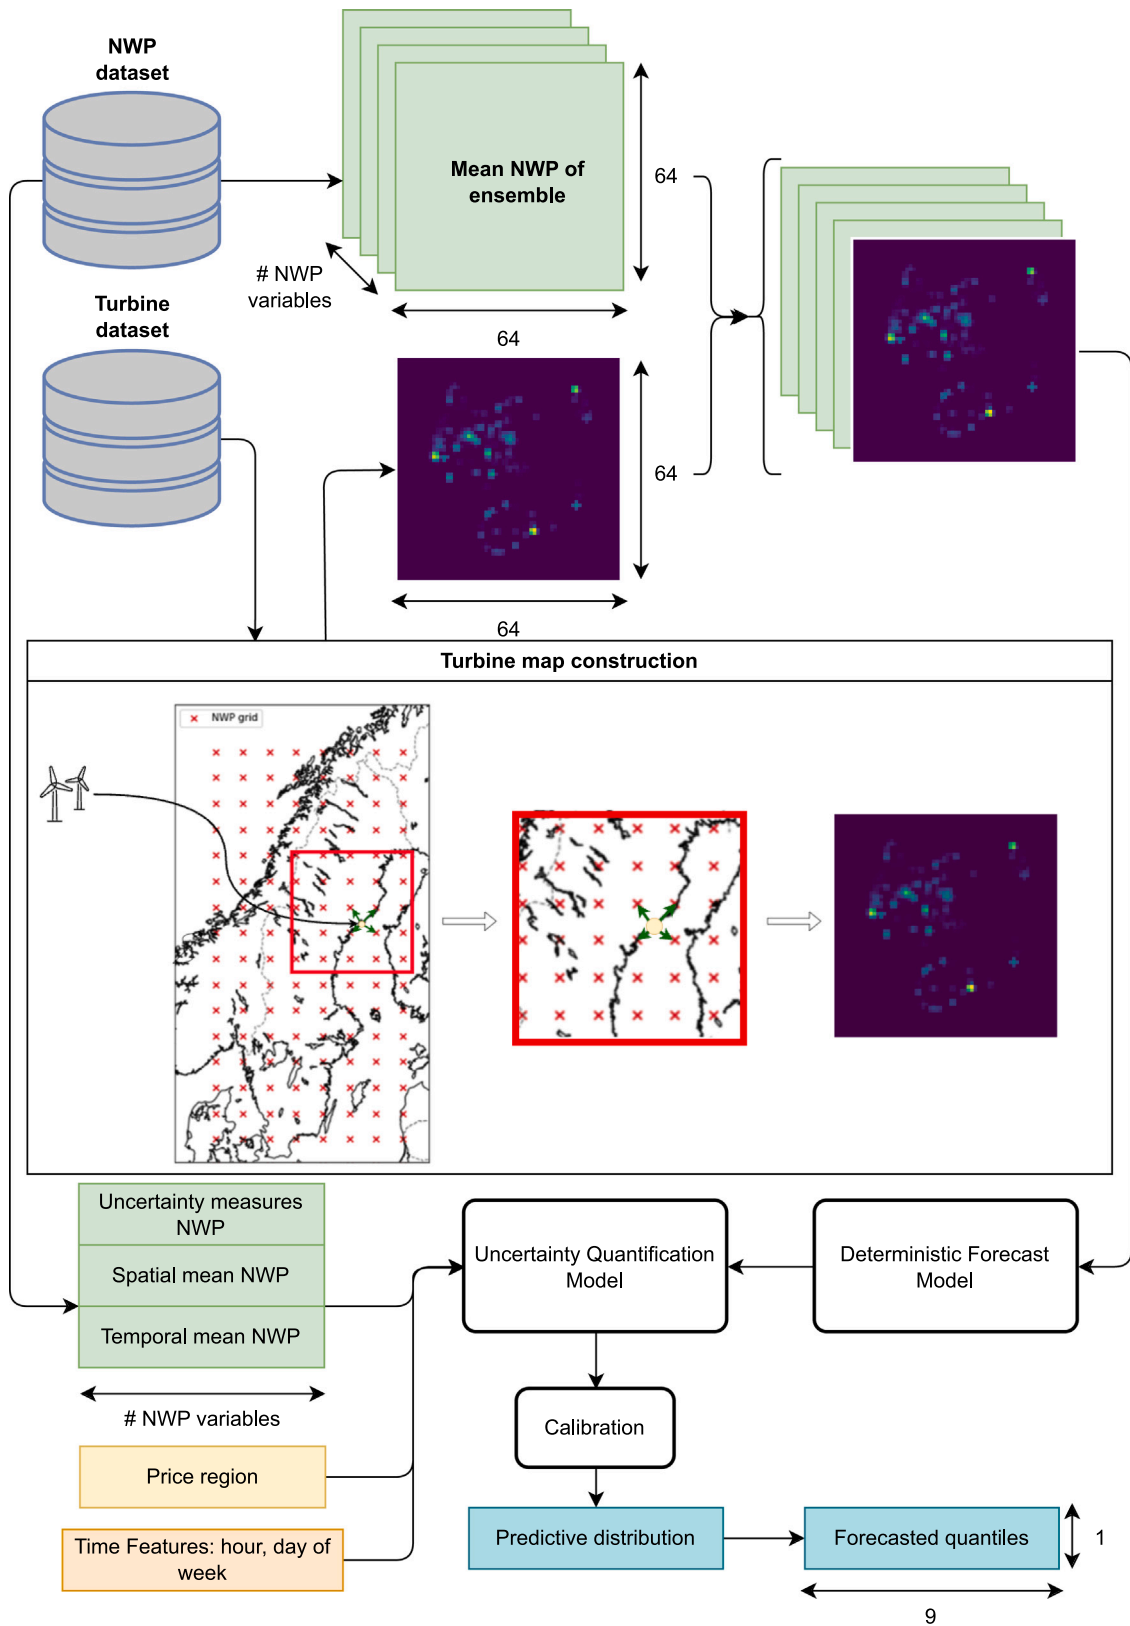 NWP
dataset
Mean NWP of
ensemble
64
# NWP
variables
64
Turbine
dataset
64
64
Turbine map construction
NWP grid
Uncertainty measures
NWP
Spatial mean NWP
Temporal mean NWP
# NWP variables
Price region
Time Features: hour, day of
week
Uncertainty Quantification
Model
Deterministic Forecast
Model
Calibration
Predictive distribution
Forecasted quantiles
1
9